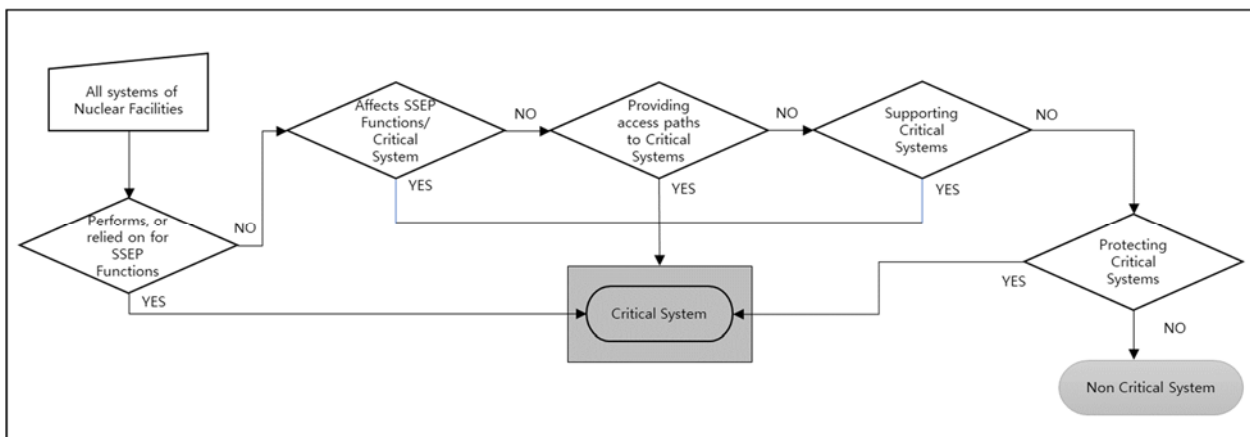 All systems of
Nuclear Facilities
Performs, or
relied on for
SSEP
Functions
YES
NO
Affects SSEP
Functions/
Critical
System
YES
NO
Providing
access paths
to Critical
Systems
YES
NO
Supporting
Critical
Systems
YES
NO
Protecting
Critical
Systems
YES
NO
Critical System
Non Critical System